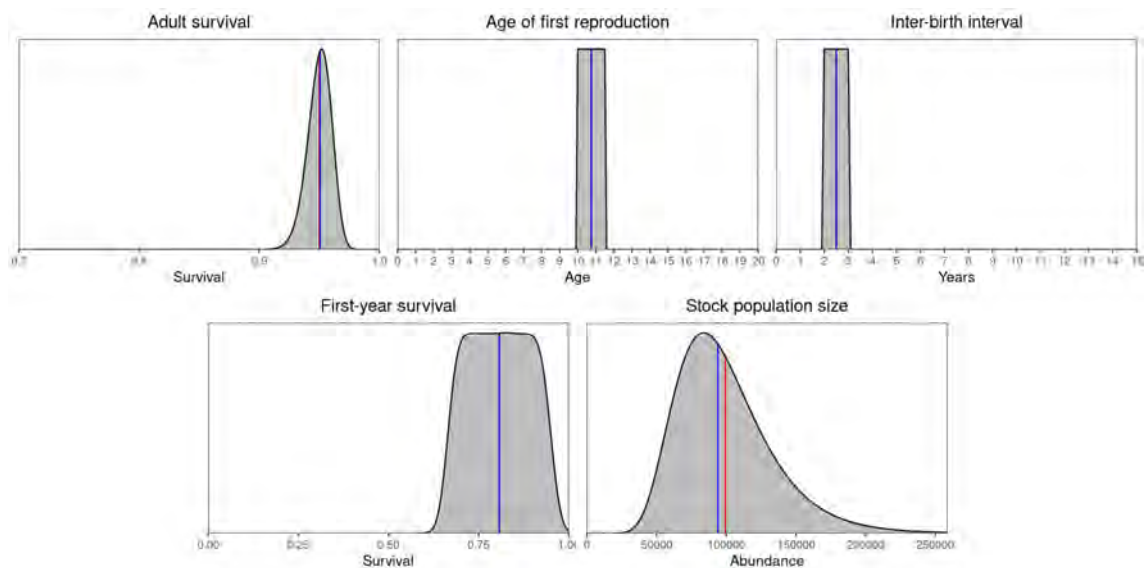 Adult survival
Age of first reproduction
Inter-birth interval
0.7 0.8 0.9 1.0
0 1 2 3 4 5 6 7 8 9 10 11 12 13 14 15 16 17 18 19 20
0 1 2 3 4 5 6 7 8 9 10 11 12 13 14 15
Survival
Age
Years
First-year survival
Stock population size
0.00 0.25 0.50 0.75 1.0
0 50000 100000 150000 200000 250000
Survival
Abundance